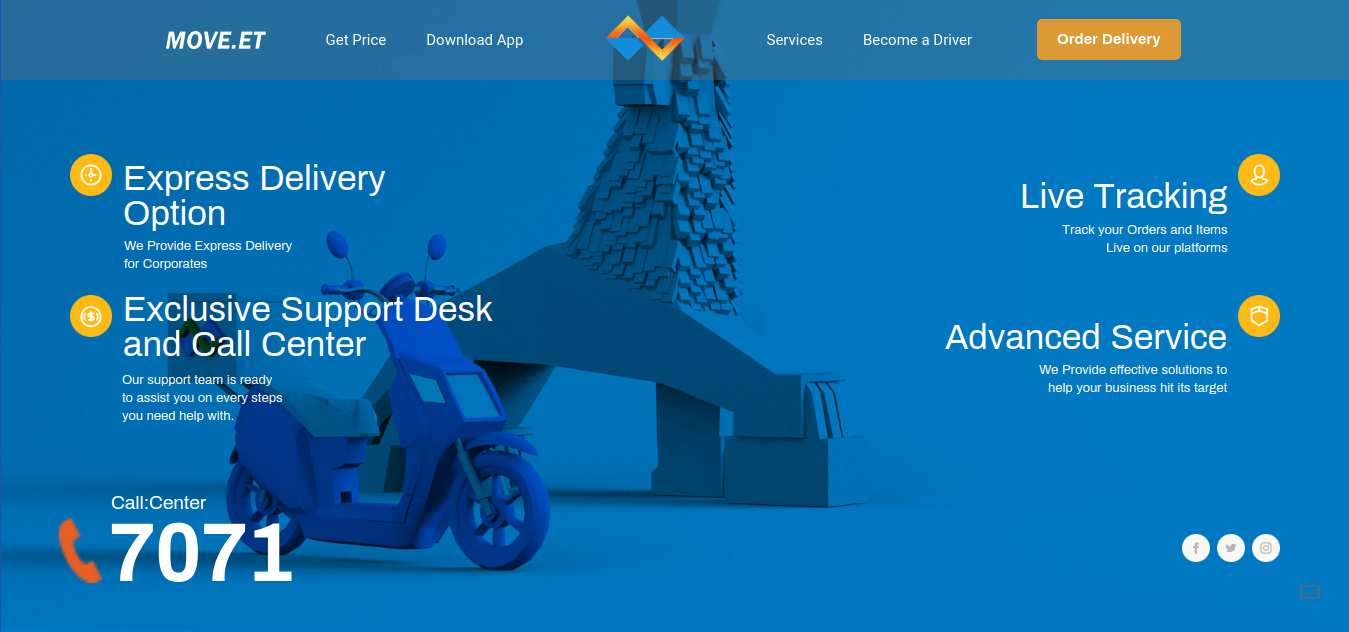 MOVE.ET
Get Price
Download App
Services
Become a Driver
Order Delivery
Express Delivery
Option
We Provide Express Delivery
for Corporates
Exclusive Support Desk
and Call Center
Our support team is ready
to assist you on every steps
you need help with.
Live Tracking
Track your Orders and Items
Live on our platforms
Advanced Service
We Provide effective solutions to
help your business hit its target
Call:Center
7071